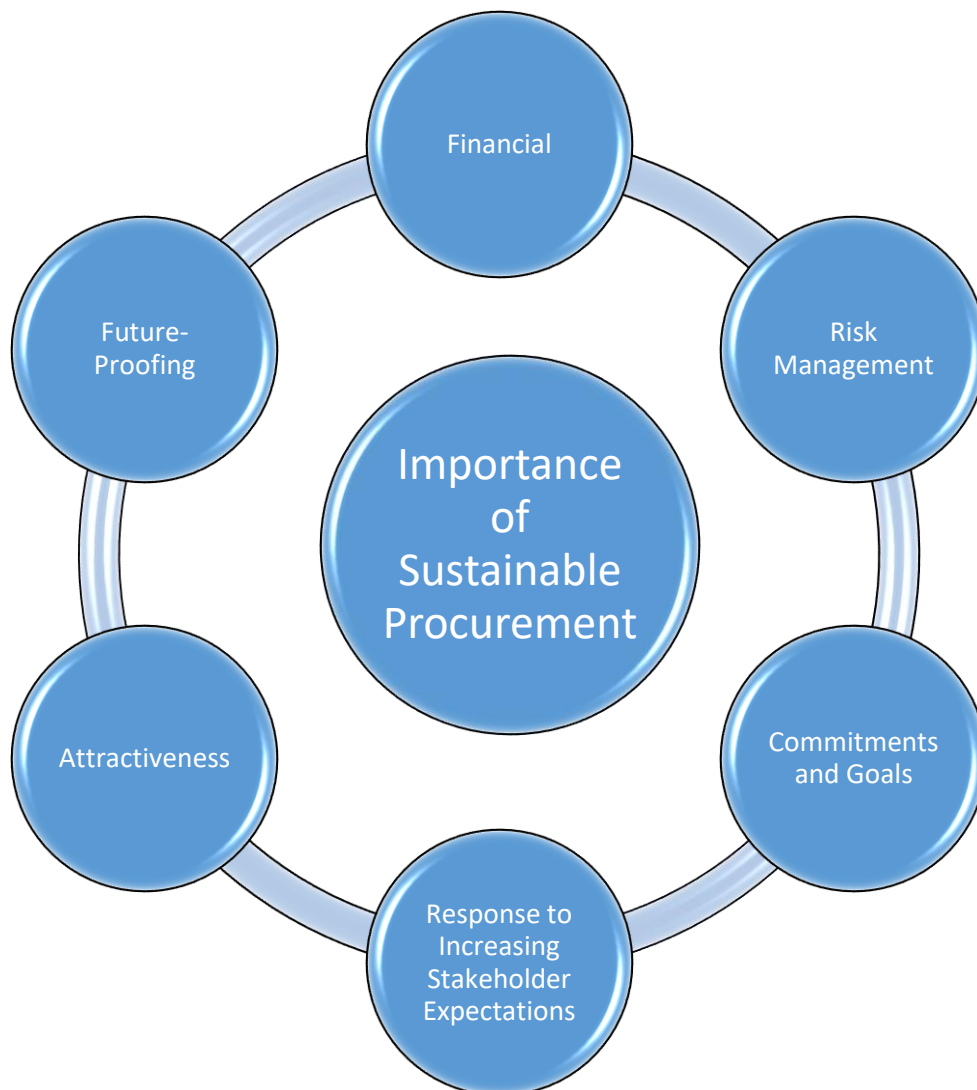 Financial
Risk
Management
Commitments
and Goals
Response to
Increasing
Stakeholder
Expectations
Attractiveness
Future-
Proofing
Importance
of
Sustainable
Procurement